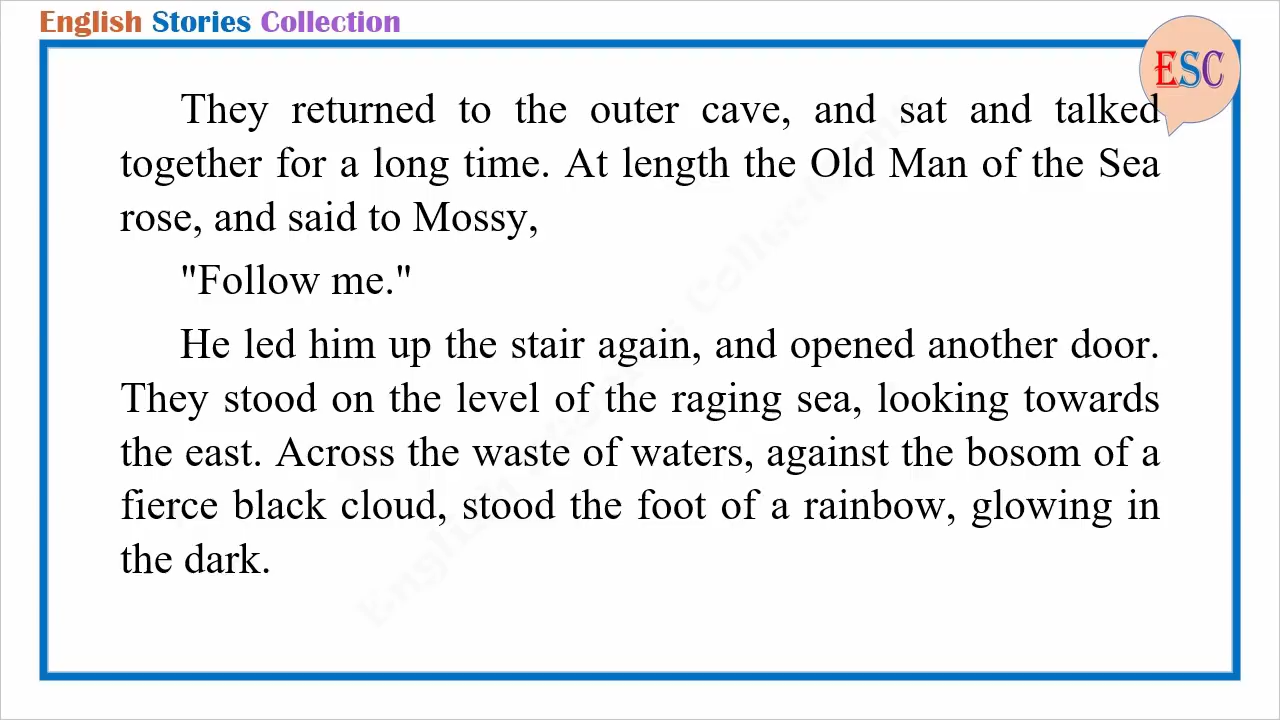 English Stories Collection
ESC
They returned to the outer cave, and sat and talked
together for a long time. At length the Old Man of the Sea
rose, and said to Mossy,
"Follow me."
He led him up the stair again, and opened another door.
They stood on the level of the raging sea, looking towards
the east. Across the waste of waters, against the bosom of a
fierce black cloud, stood the foot of a rainbow, glowing in
the dark.